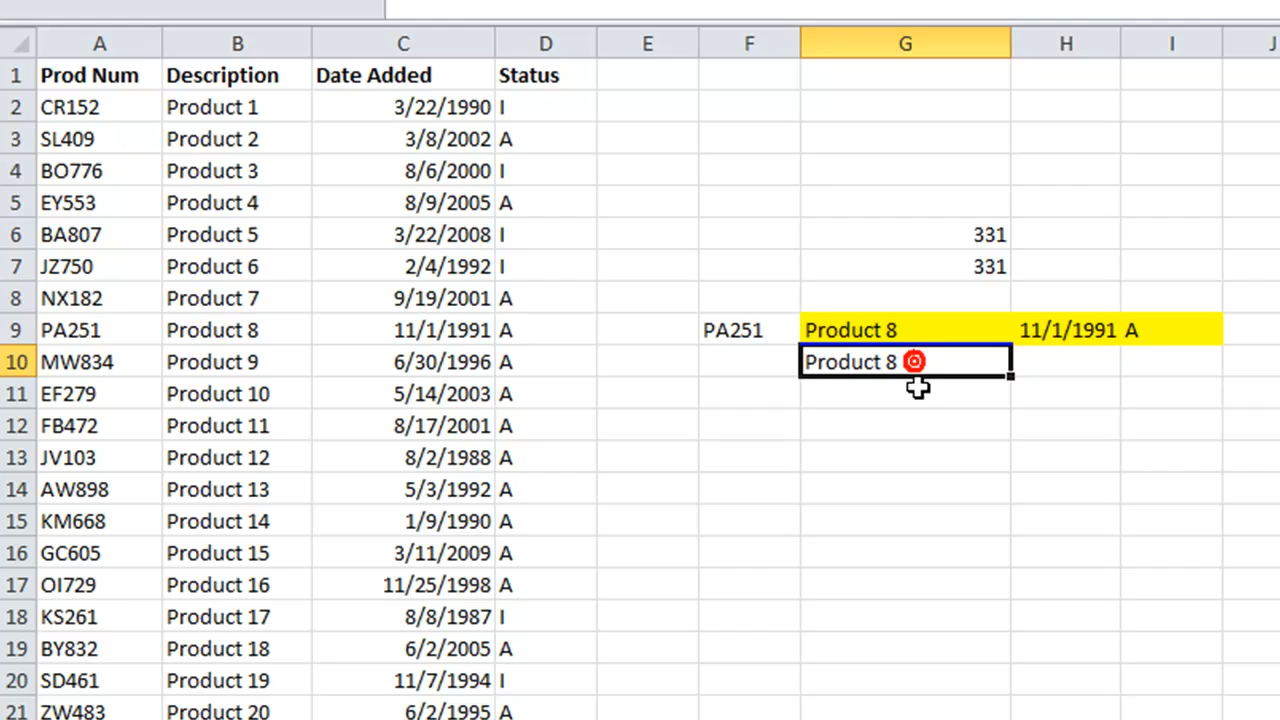 A B C D E F G H I J
1 Prod Num Description Date Added Status
2 CR152 Product 1 3/22/1990 I
3 SL409 Product 2 3/8/2002 A
4 BO776 Product 3 8/6/2000 I
5 EY553 Product 4 8/9/2005 A
6 BA807 Product 5 3/22/2008 I 331
7 JZ750 Product 6 2/4/1992 I 331
8 NX182 Product 7 9/19/2001 A
9 PA251 Product 8 11/1/1991 A PA251 Product 8 11/1/1991 A
10 MW834 Product 9 6/30/1996 A Product 8
11 EF279 Product 10 5/14/2003 A
12 FB472 Product 11 8/17/2001 A
13 JV103 Product 12 8/2/1988 A
14 AW898 Product 13 5/3/1992 A
15 KM668 Product 14 1/9/1990 A
16 GC605 Product 15 3/11/2009 A
17 OI729 Product 16 11/25/1998 A
18 KS261 Product 17 8/8/1987 I
19 BY832 Product 18 6/2/2005 A
20 SD461 Product 19 11/7/1994 I
21 ZW483 Product 20 6/2/1995 A